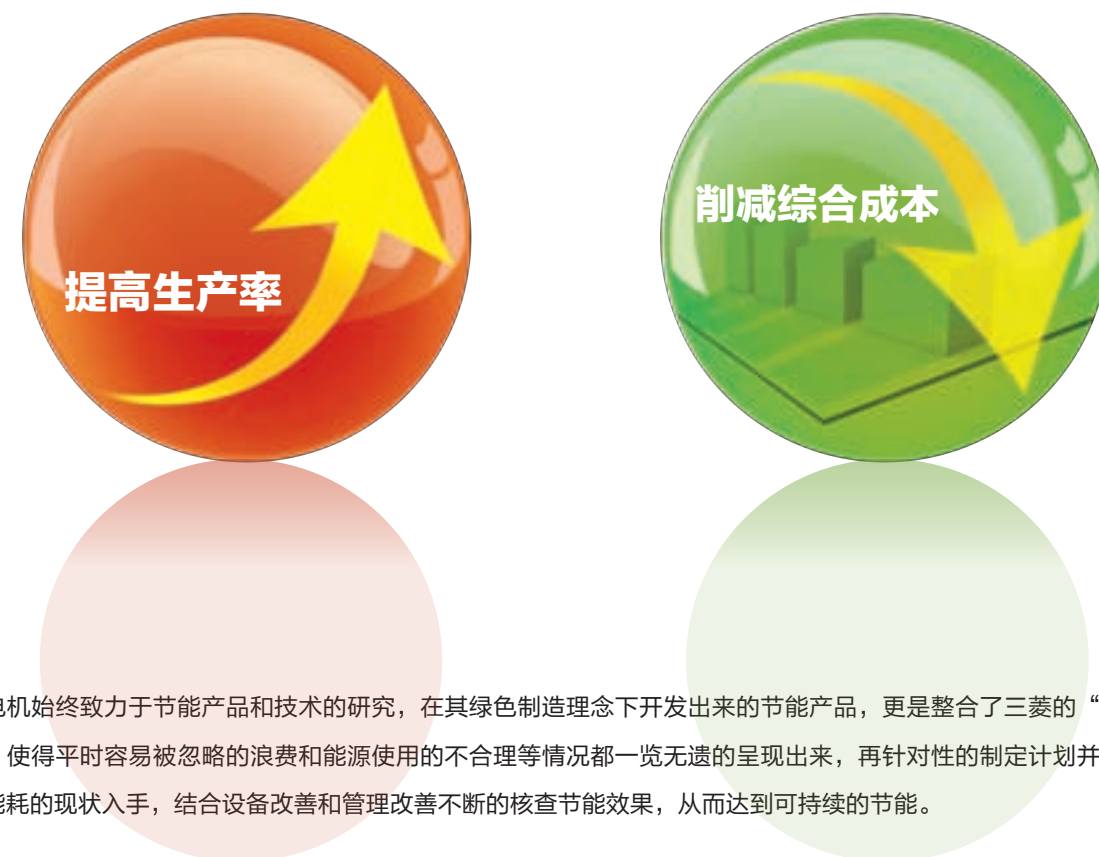 提高生产率
削减综合成本
电机始终致力于节能产品和技术的研究，在其绿色制造理念下开发出来的节能产品，更是整合了三菱的“
使得平时容易被忽略的浪费和能源使用的不合理等情况都一览无遗的呈现出来，再针对性的制定计划并
能耗的现状入手，结合设备改善和管理改善不断的核查节能效果，从而达到可持续的节能。